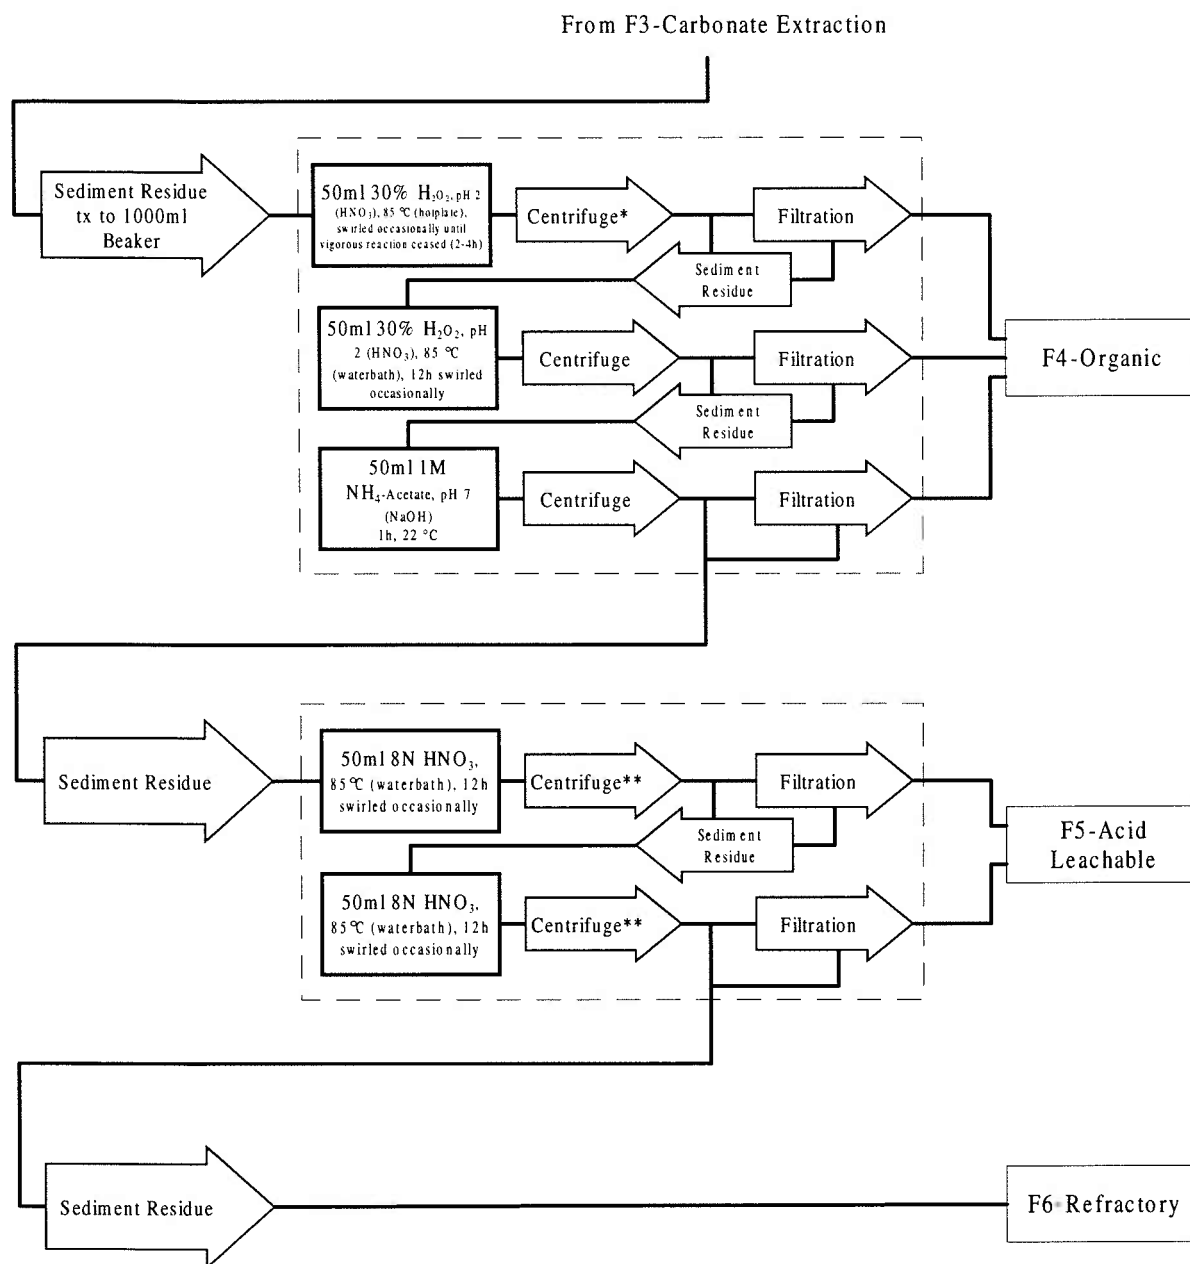 From F3-Carbonate Extraction
Sediment Residue
tx to 1000ml
Beaker
50ml 30% H₂O₂, pH 2
(HNO₃), 85 ℃ (hotplate),
swirled occasionally until
vigorous reaction ceased (2-4h)
Centrifuge*
Filtration
Sediment
Residue
50ml 30% H₂O₂, pH
2 (HNO₃), 85 ℃
(waterbath), 12h swirled
occasionally
Centrifuge
Filtration
F4-Organic
Sediment
Residue
50ml 1M
NH₄-Acetate, pH 7
(NaOH)
1h, 22 °C
Centrifuge
Filtration
Sediment Residue
50ml 8N HNO₃,
85℃ (waterbath), 12h
swirled occasionally
Centrifuge**
Filtration
Sediment
Residue
F5-Acid
Leachable
50ml 8N HNO₃,
85℃ (waterbath), 12h
swirled occasionally
Centrifuge**
Filtration
Sediment Residue
F6-Refractory